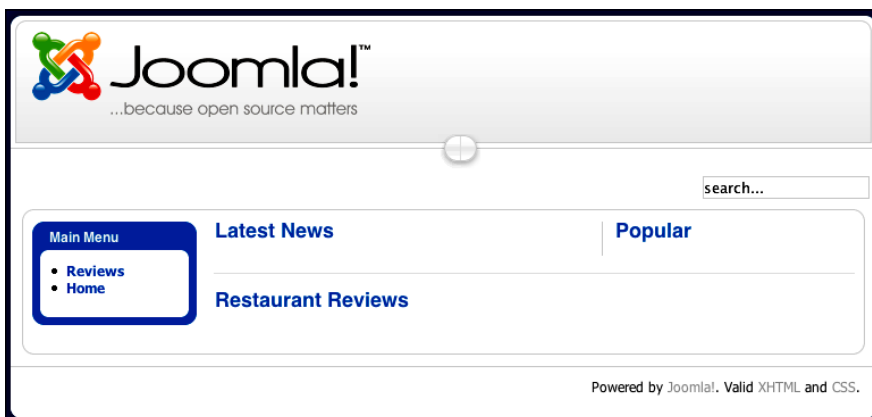 Joomla!™
...because open source matters
search...
Main Menu
Reviews
Home
Latest News
Popular
Restaurant Reviews
Powered by Joomla!. Valid XHTML and CSS.